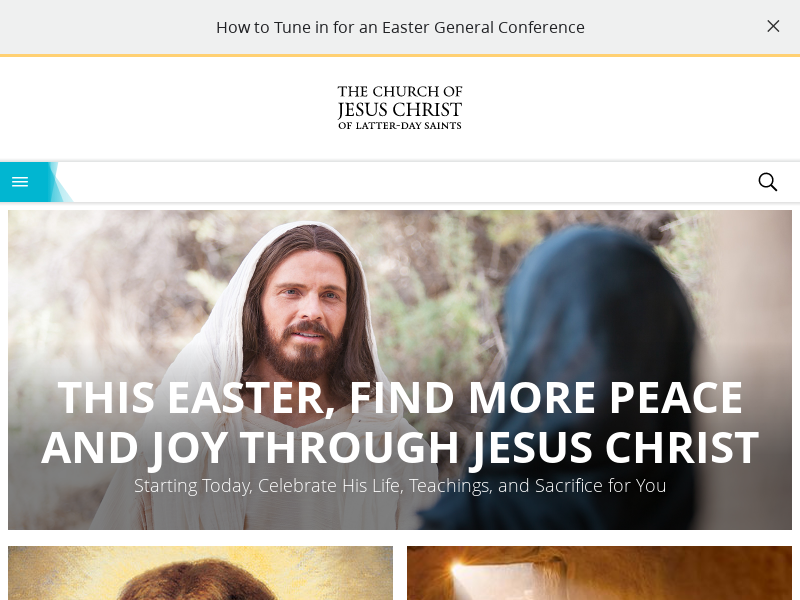 How to Tune in for an Easter General Conference
THE CHURCH OF
JESUS CHRIST
OF LATTER-DAY SAINTS
THIS EASTER, FIND MORE PEACE
AND JOY THROUGH JESUS CHRIST
Starting Today, Celebrate His Life, Teachings, and Sacrifice for You